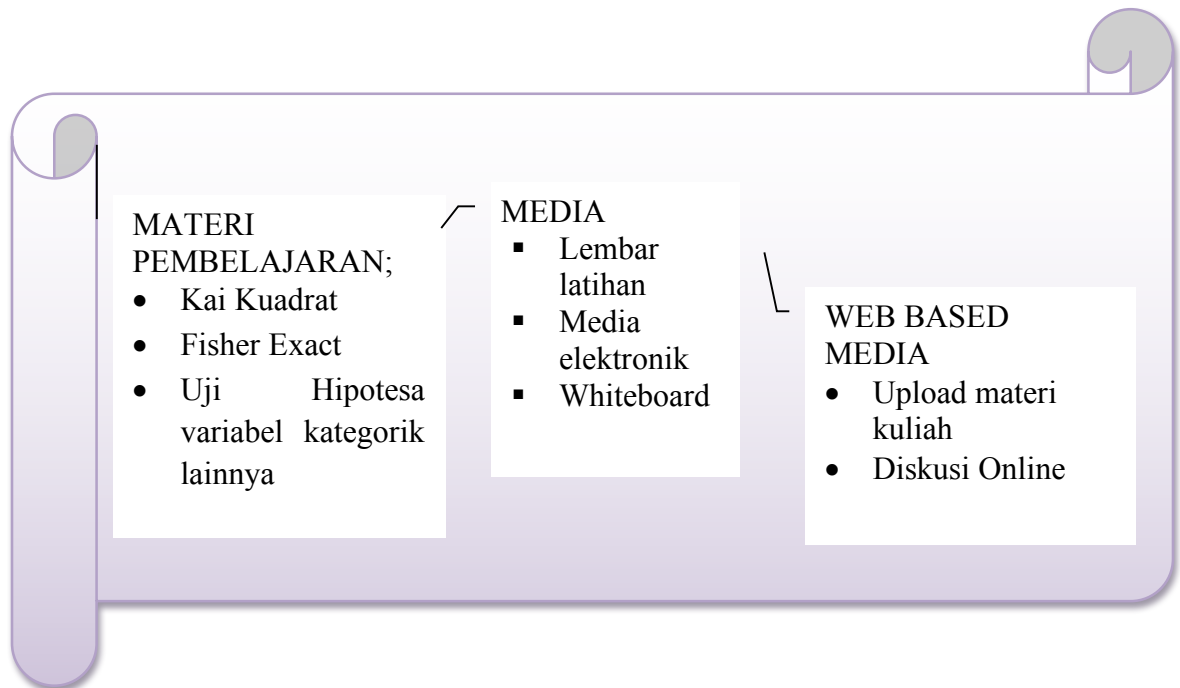 MATERI
PEMBELAJARAN;
• Kai Kuadrat
• Fisher Exact
• Uji Hipotesa
variabel kategorik
lainnya
MEDIA
▪ Lembar
latihan
▪ Media
elektronik
▪ Whiteboard
WEB BASED
MEDIA
• Upload materi
kuliah
• Diskusi Online